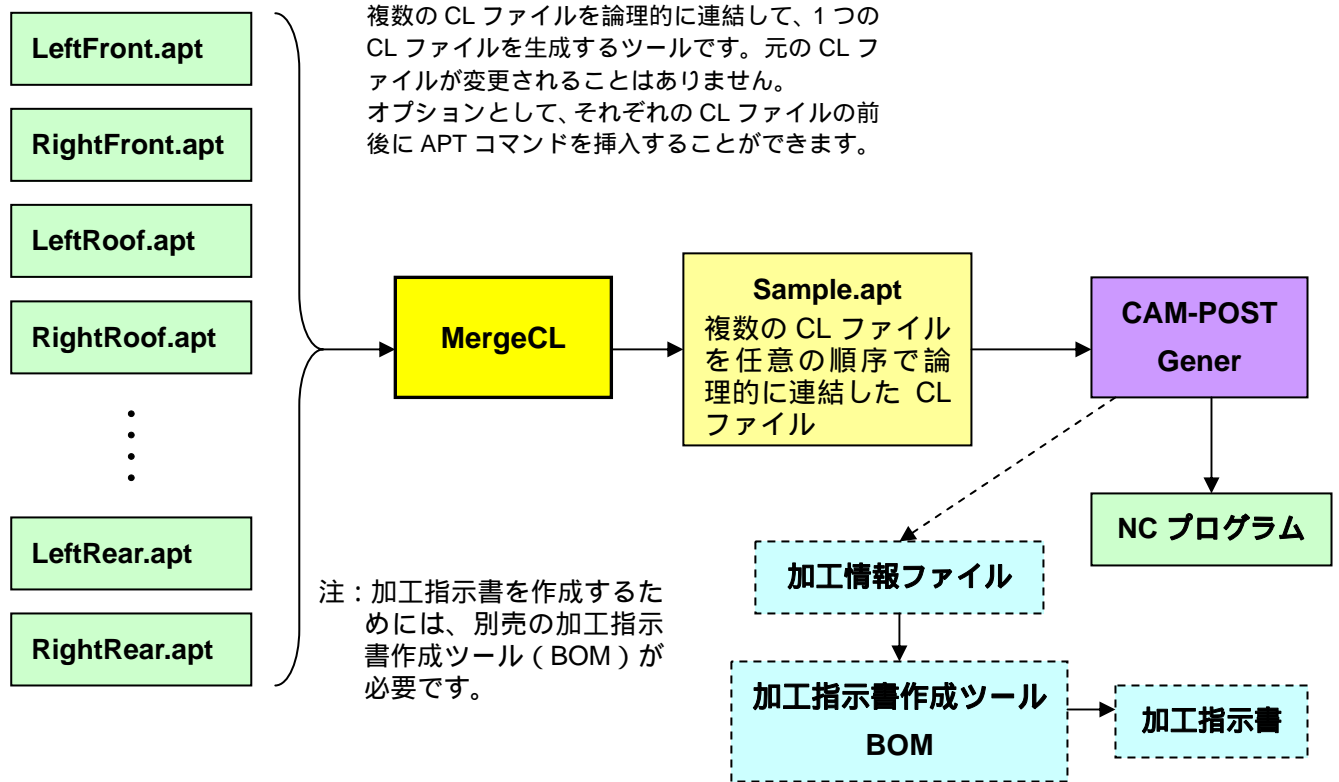 複数の CL ファイルを論理的に連結して、1 つの
CL ファイルを生成するツールです。元の CL フ
ァイルが変更されることはありません。
オプションとして、それぞれの CL ファイルの前
後に APT コマンドを挿入することができます。
LeftFront.apt
RightFront.apt
LeftRoof.apt
RightRoof.apt
LeftRear.apt
RightRear.apt
MergeCL
Sample.apt
複数の CL ファイル
を任意の順序で論
理的に連結した CL
ファイル
CAM-POST
Gener
NC プログラム
加工情報ファイル
加工指示書作成ツール
BOM
加工指示書
注：加工指示書を作成するた
めには、別売の加工指示
書作成ツール（BOM）が
必要です。